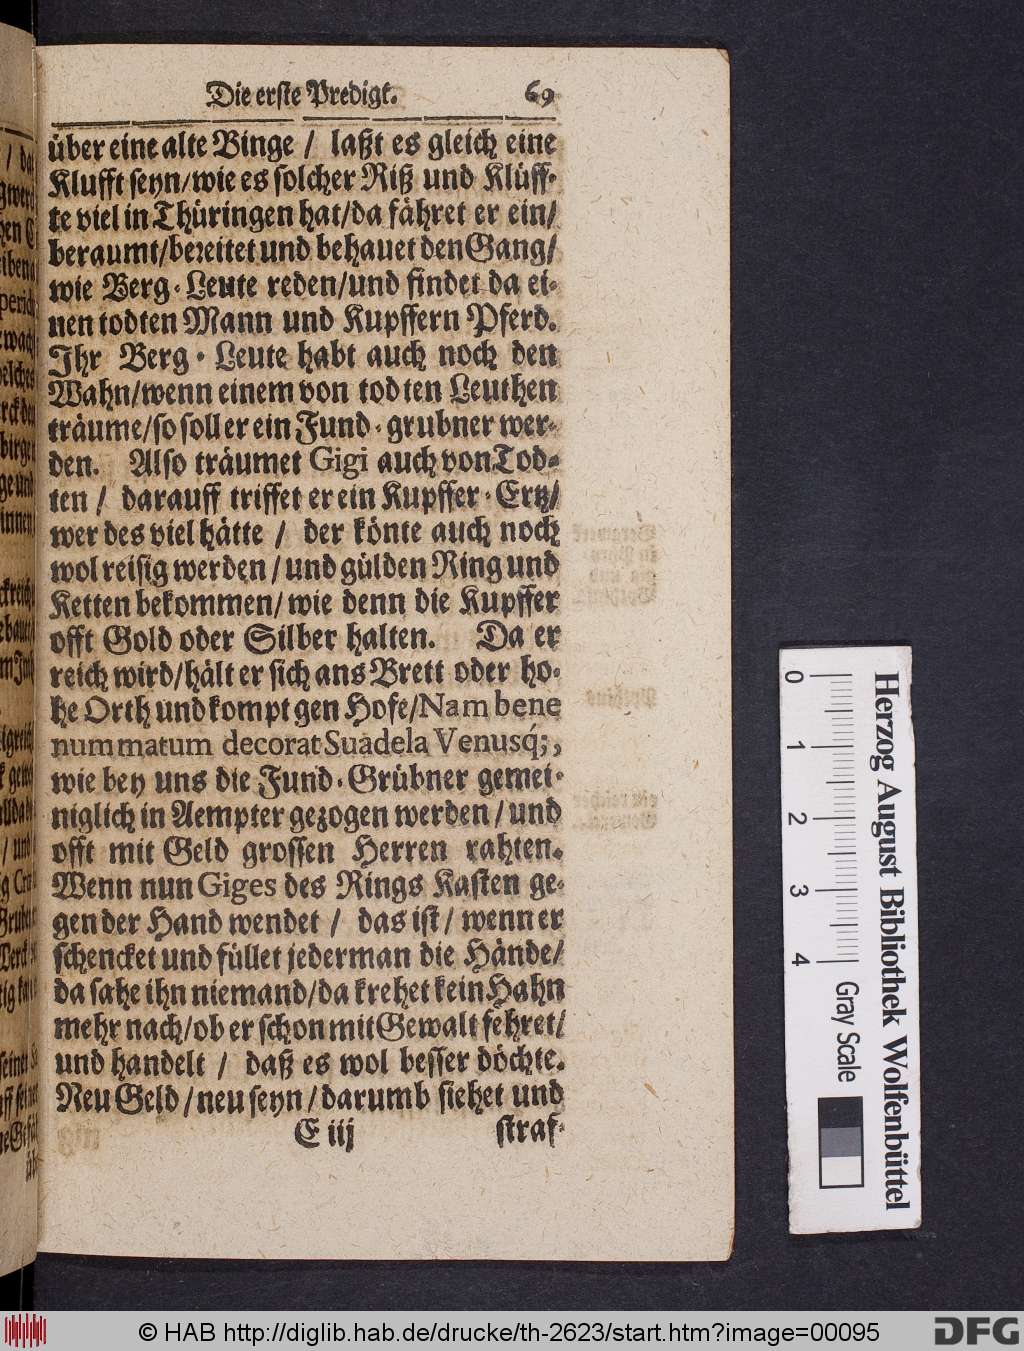 Die erste Predigt. 69
über eine alte Binge / laßt es gleich eine
Klufft seyn/wie es solcher Riß und Klüff-
te viel in Thüringen hat/da fähret er ein/
beraumt/bereitet und behauet den Gang/
wie Berg-Leute reden/und findet da ei-
nen todten Mann und Kupffern Pferd.
Ihr Berg-Leute habt auch noch den
Wahn/wenn einem von todten Leuthen
träume/so soll er ein Fund-grubner wer-
den. Also träumet Gigi auch von Tod-
ten / darauff triffet er ein Kupffer-Ertz/
wer des viel hätte / der könte auch noch
wol reisig werden / und gülden Ring und
Ketten bekommen/ wie denn die Kupffer
offt Gold oder Silber halten. Da er
reich wird/hält er sich ans Brett oder ho-
he Orth und kompt gen Hofe/Nam bene
nummatum decorat Suadela Venusq́;,
wie bey uns die Fund-Grübner gemei-
niglich in Aempter gezogen werden / und
offt mit Geld grossen Herren rahten.
Wenn nun Giges des Rings Kasten ge-
gen der Hand wendet / das ist / wenn er
schencket und füllet jederman die Hände/
da sahe ihn niemand/da krehet kein Hahn
mehr nach/ob er schon mit Gewalt fehret/
und handelt / daß es wol besser döchte.
Neu Geld/neu seyn/darumb siehet und
E iij straf-
0 1 2 3 4
Gray Scale
Herzog August Bibliothek Wolfenbüttel
© HAB http://diglib.hab.de/drucke/th-2623/start.htm?image=00095
DFG